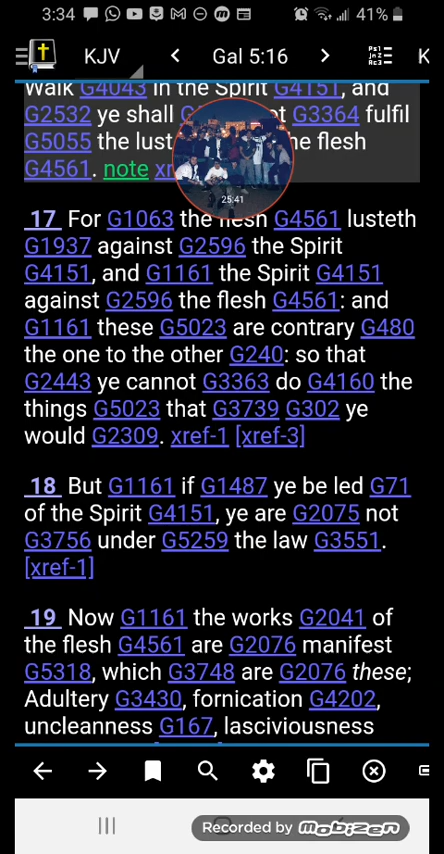 3:34 41%
KJV < Gal 5:16 > K
Walk G4043 in the Spirit G4151, and
G2532 ye shall G3364 fulfil
G5055 the lust flesh
G4561. note
25:41
17 For G1063 the flesh G4561 lusteth
G1937 against G2596 the Spirit
G4151, and G1161 the Spirit G4151
against G2596 the flesh G4561: and
G1161 these G5023 are contrary G480
the one to the other G240: so that
G2443 ye cannot G3363 do G4160 the
things G5023 that G3739 G302 ye
would G2309. xref-1 [xref-3]
18 But G1161 if G1487 ye be led G71
of the Spirit G4151, ye are G2075 not
G3756 under G5259 the law G3551.
[xref-1]
19 Now G1161 the works G2041 of
the flesh G4561 are G2076 manifest
G5318, which G3748 are G2076 these;
Adultery G3430, fornication G4202,
uncleanness G167, lasciviousness
Recorded by Mobizen